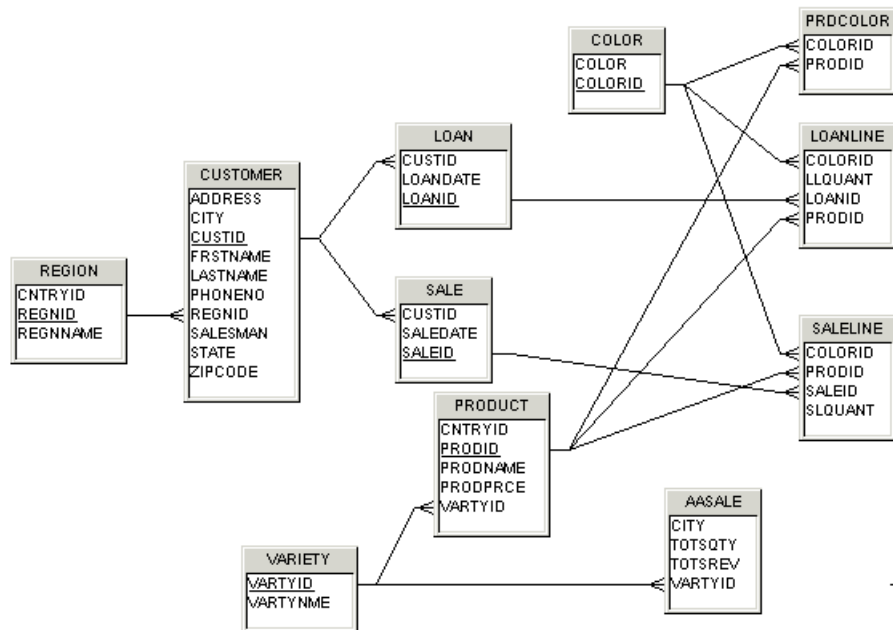 PRDCOLOR
COLORID
PRODID
COLOR
COLOR
COLORID
LOAN
CUSTID
LOANDATE
LOANID
LOANLINE
COLORID
LLQUANT
LOANID
PRODID
CUSTOMER
ADDRESS
CITY
CUSTID
FRSTNAME
LASTNAME
PHONENO
REGNID
SALESMAN
STATE
ZIPCODE
REGION
CNTRYID
REGNID
REGNNAME
SALE
CUSTID
SALEDATE
SALEID
SALELINE
COLORID
PRODID
SALEID
SLQUANT
PRODUCT
CNTRYID
PRODID
PRODNAME
PRODPRCE
VARTYID
AASALE
CITY
TOTSQTY
TOTSREV
VARTYID
VARIETY
VARTYID
VARTYNME